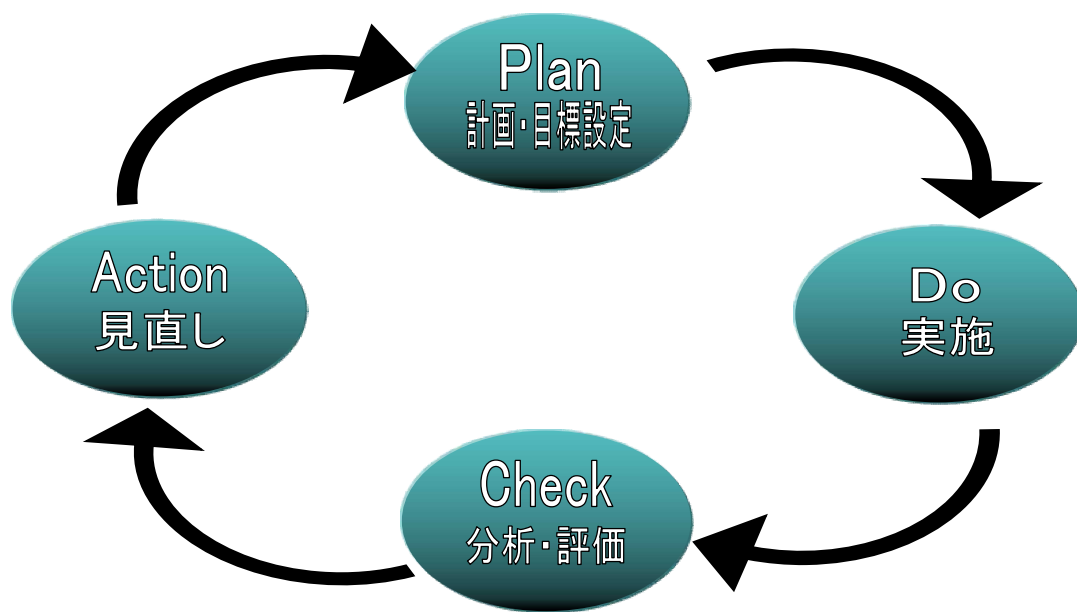 Plan
計画・目標設定
Do
実施
Check
分析・評価
Action
見直し